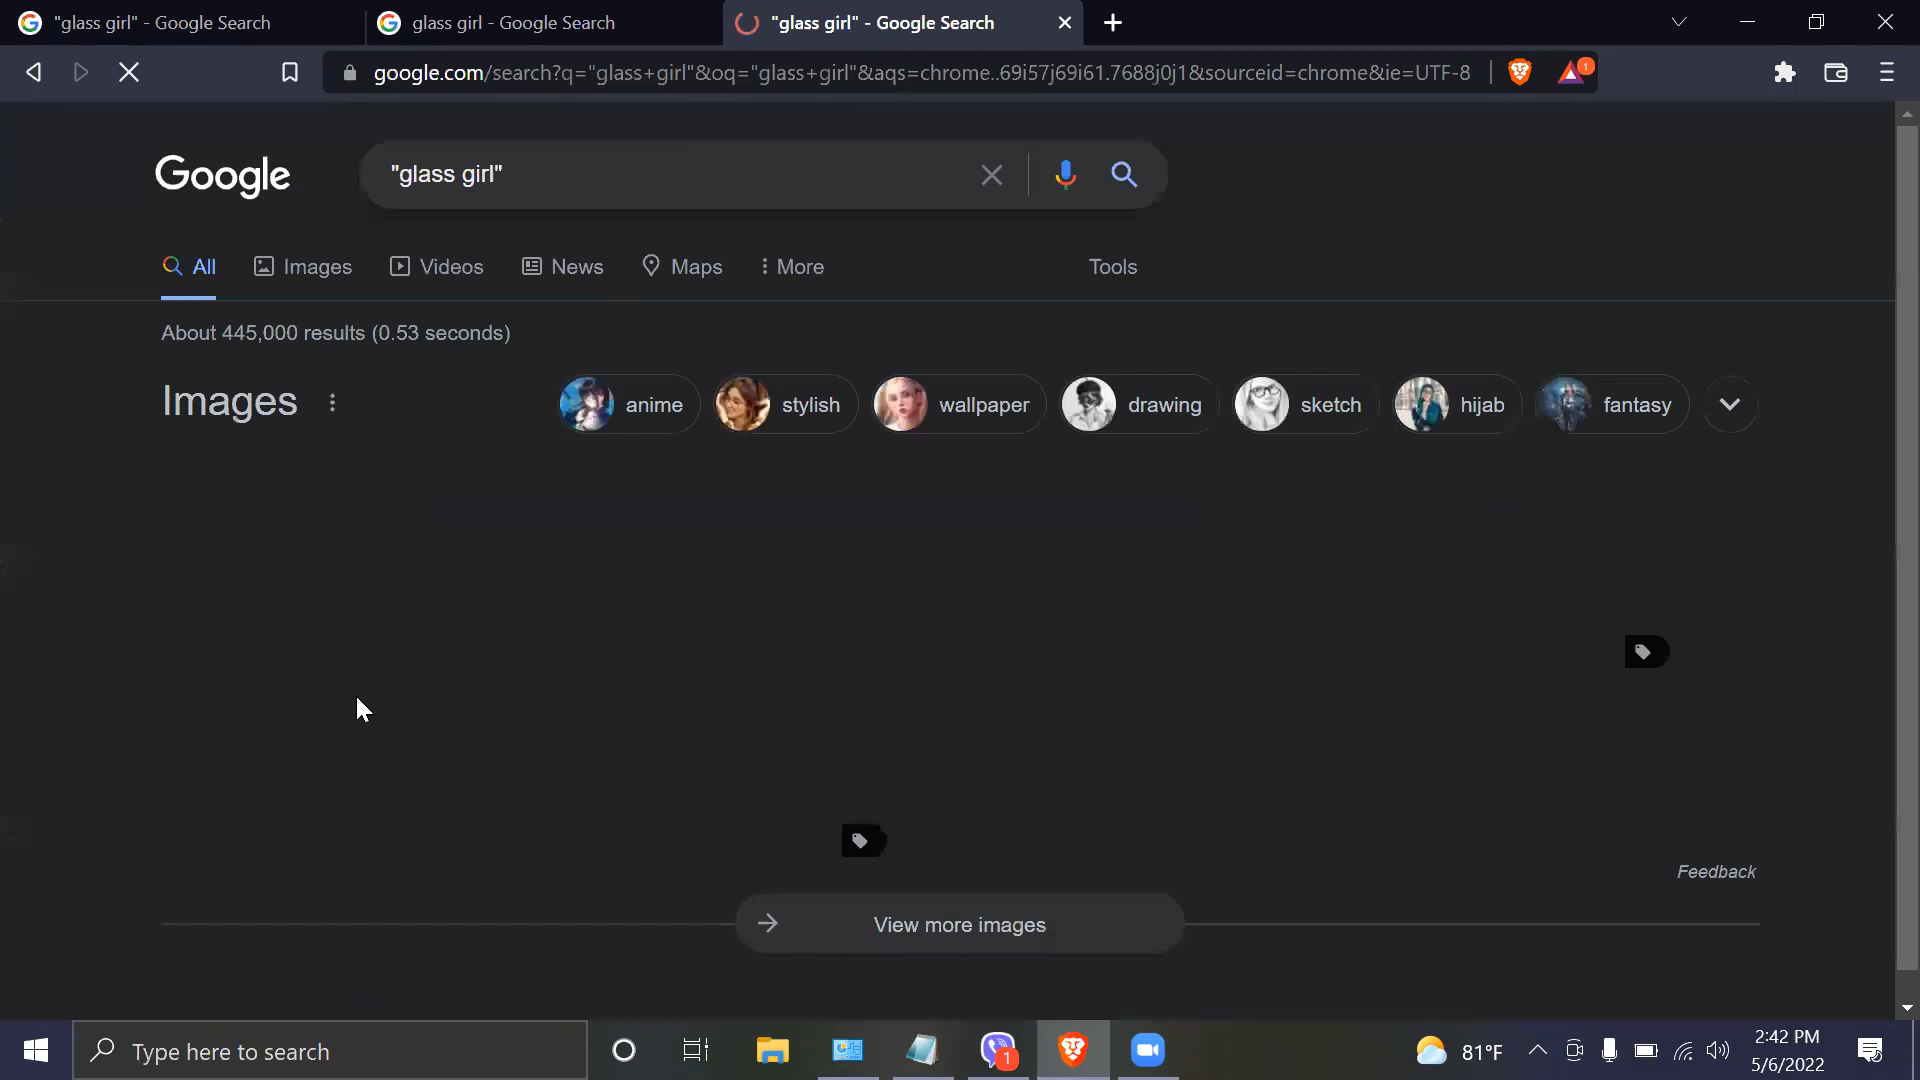 "glass girl" - Google Search
glass girl - Google Search
"glass girl" - Google Search
google.com/search?q="glass+girl"&oq="glass+girl"&aqs=chrome..69i57j69i61.7688j0j1&sourceid=chrome&ie=UTF-8
1
Google
"glass girl"
All
Images
Videos
News
Maps
More
Tools
About 445,000 results (0.53 seconds)
Images
anime
stylish
wallpaper
drawing
sketch
hijab
fantasy
Feedback
View more images
Type here to search
1
81°F
2:42 PM
5/6/2022